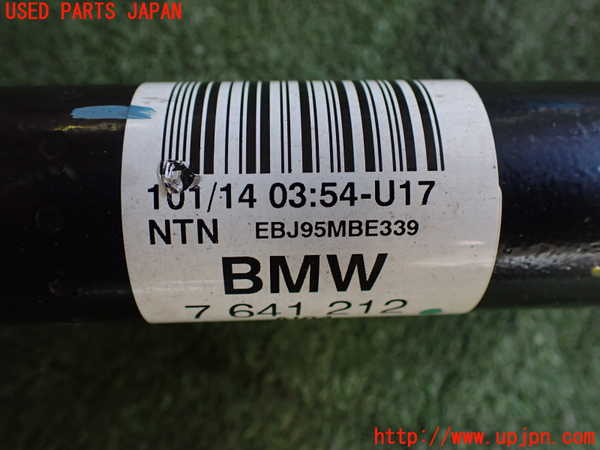 USED PARTS JAPAN
101/14 03:54-U17
NTN EBJ95MBE339
BMW
7 641 212
http://www.upjpn.com/